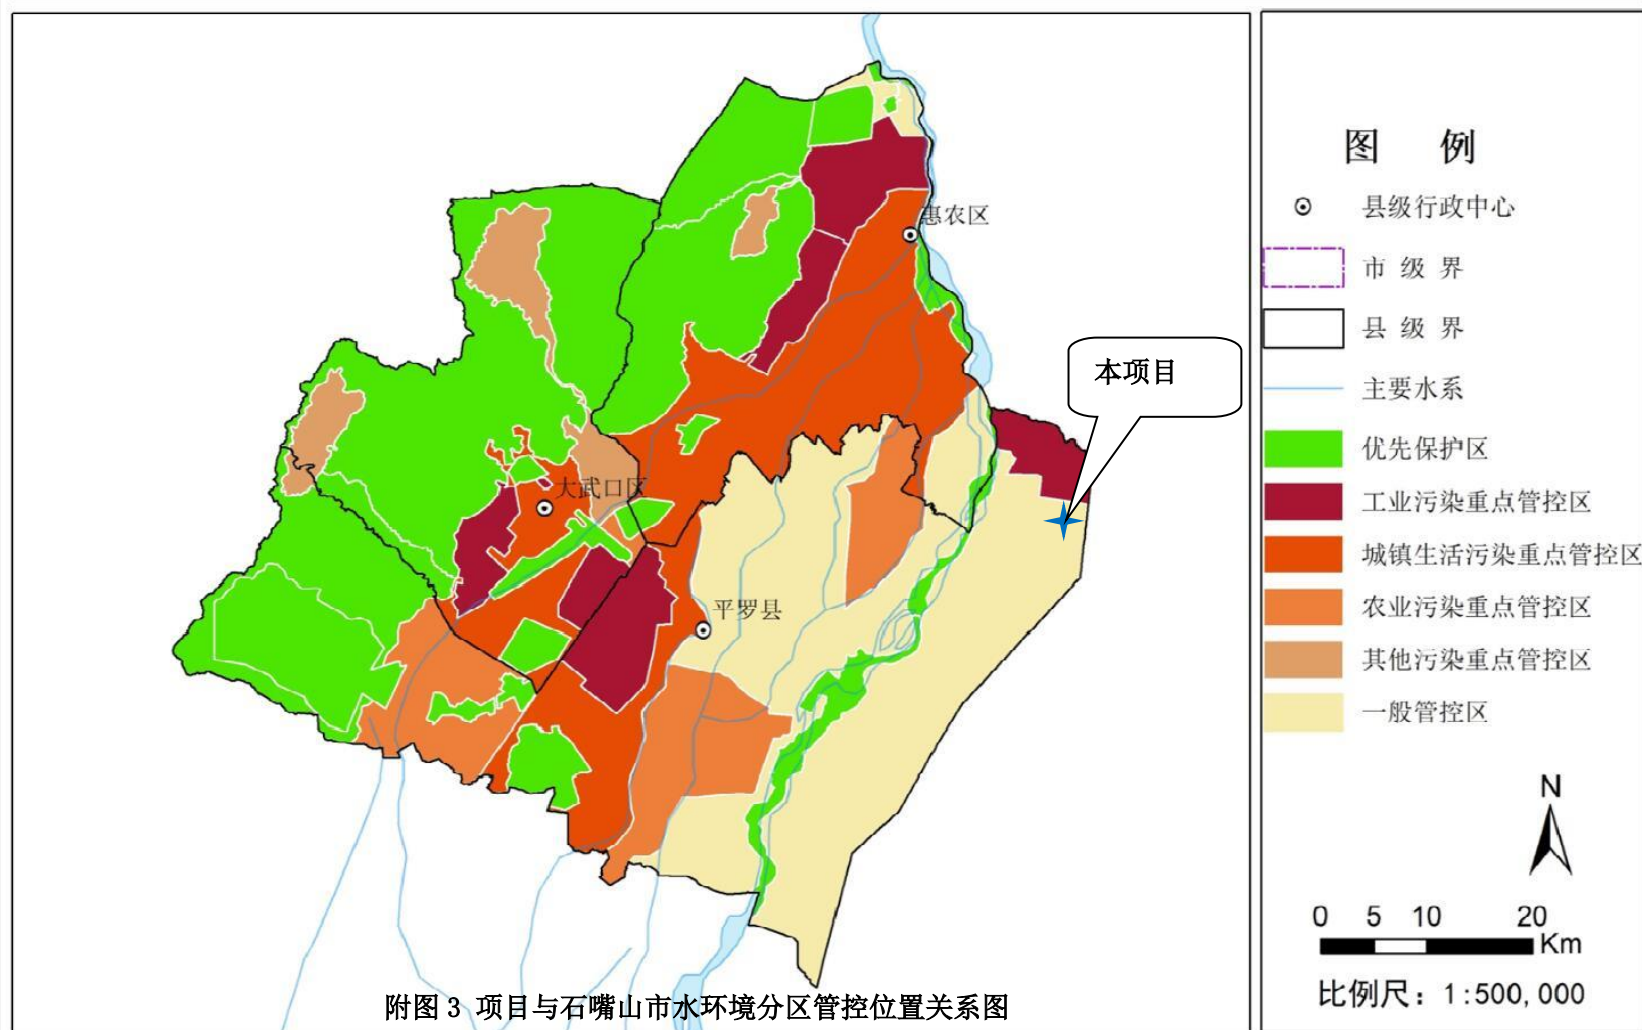 惠农区
本项目
大武口区
平罗县
附图 3 项目与石嘴山市水环境分区管控位置关系图
图 例
县级行政中心
市 级 界
县 级 界
主要水系
优先保护区
工业污染重点管控区
城镇生活污染重点管控区
农业污染重点管控区
其他污染重点管控区
一般管控区
N
0 5 10 20
Km
比例尺：1:500,000